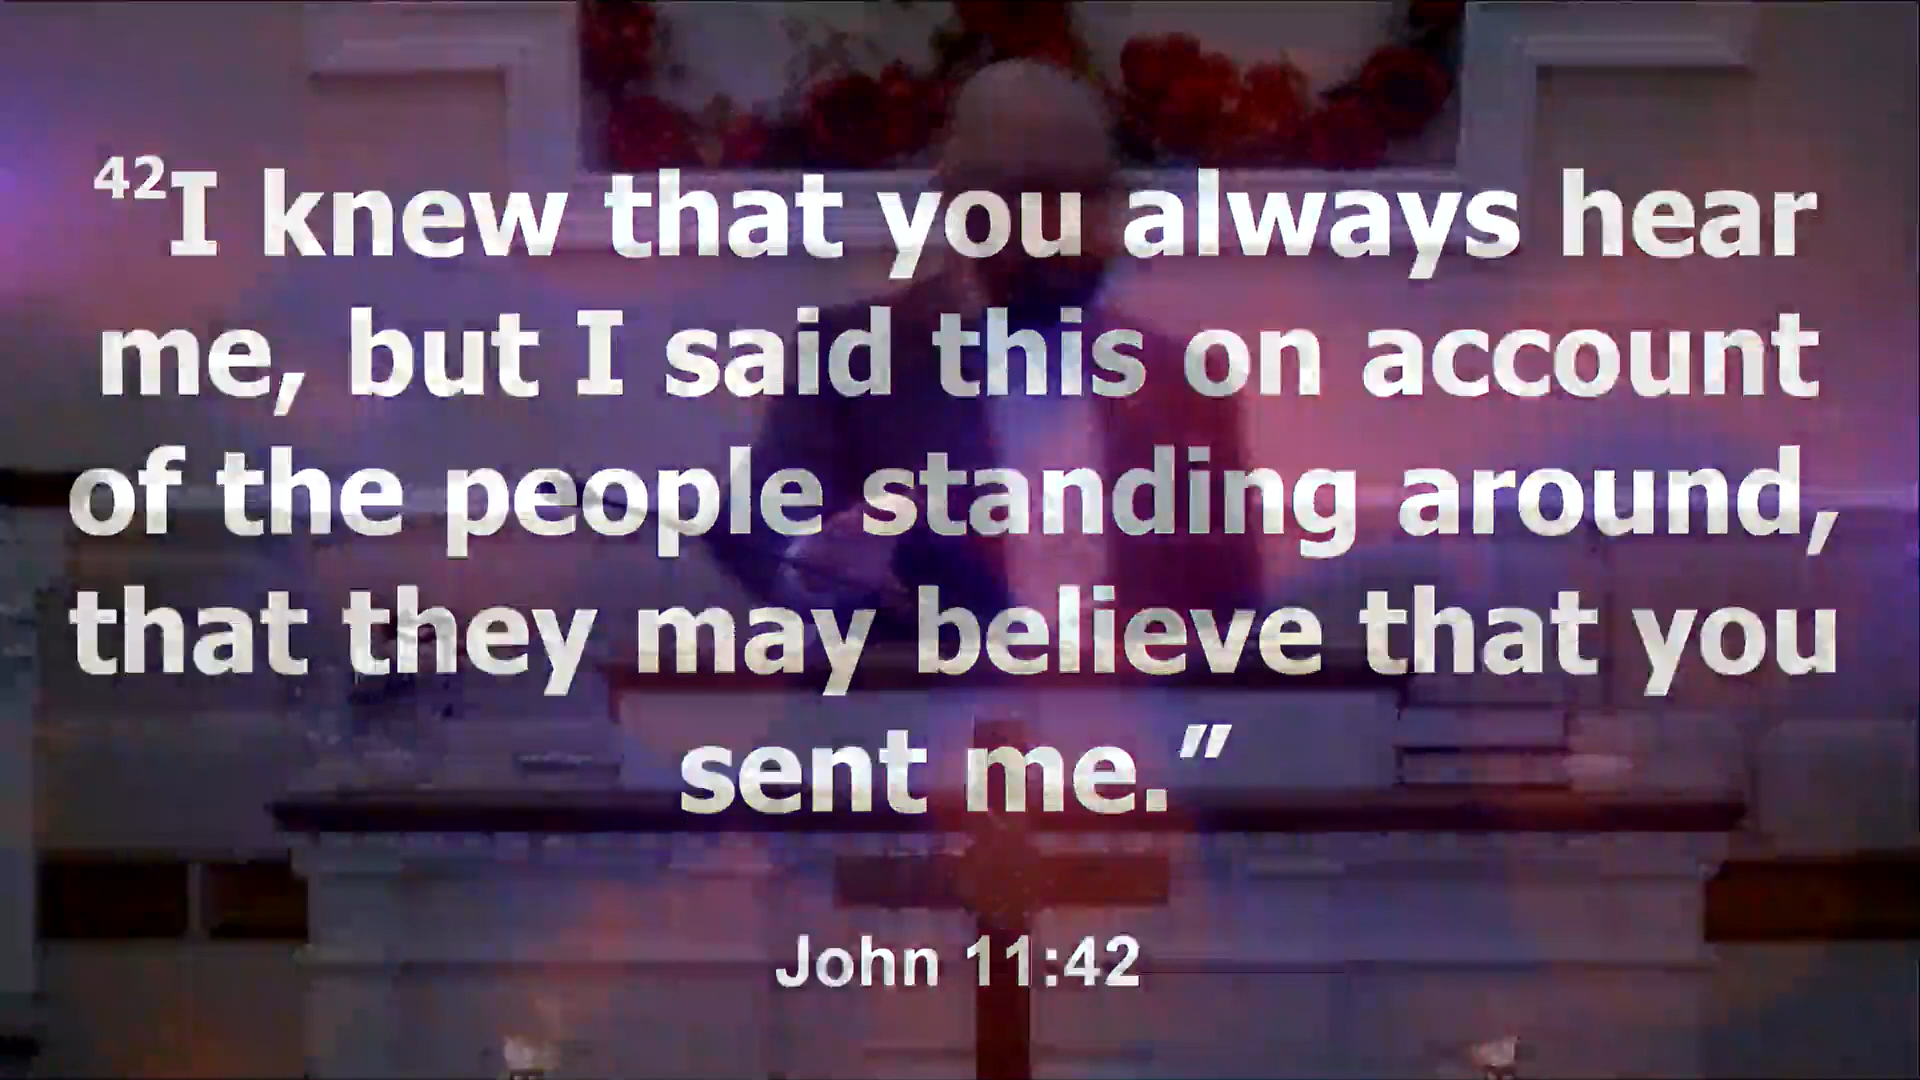 42I knew that you always hear
me, but I said this on account
of the people standing around,
that they may believe that you
sent me.”
John 11:42